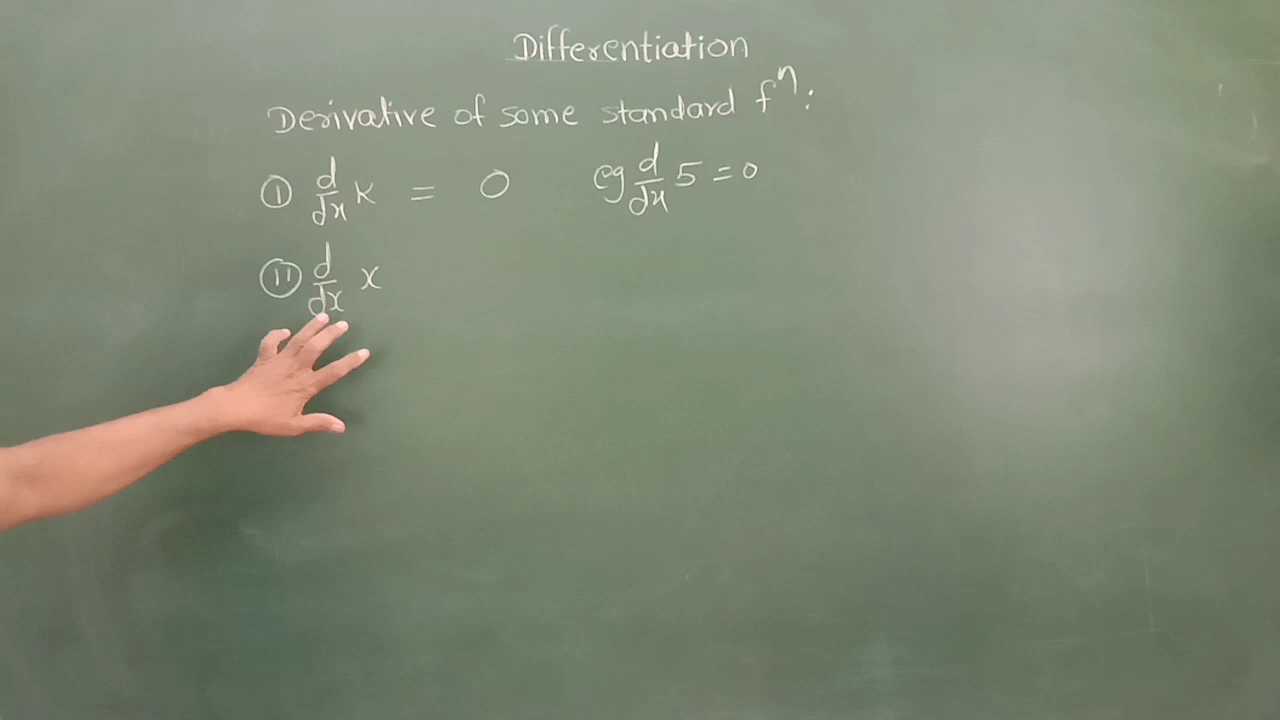 Differentiation
Derivative of some standard fⁿ:
① d/dx K = 0 eg d/dx 5 = 0
⑪ d/dx x